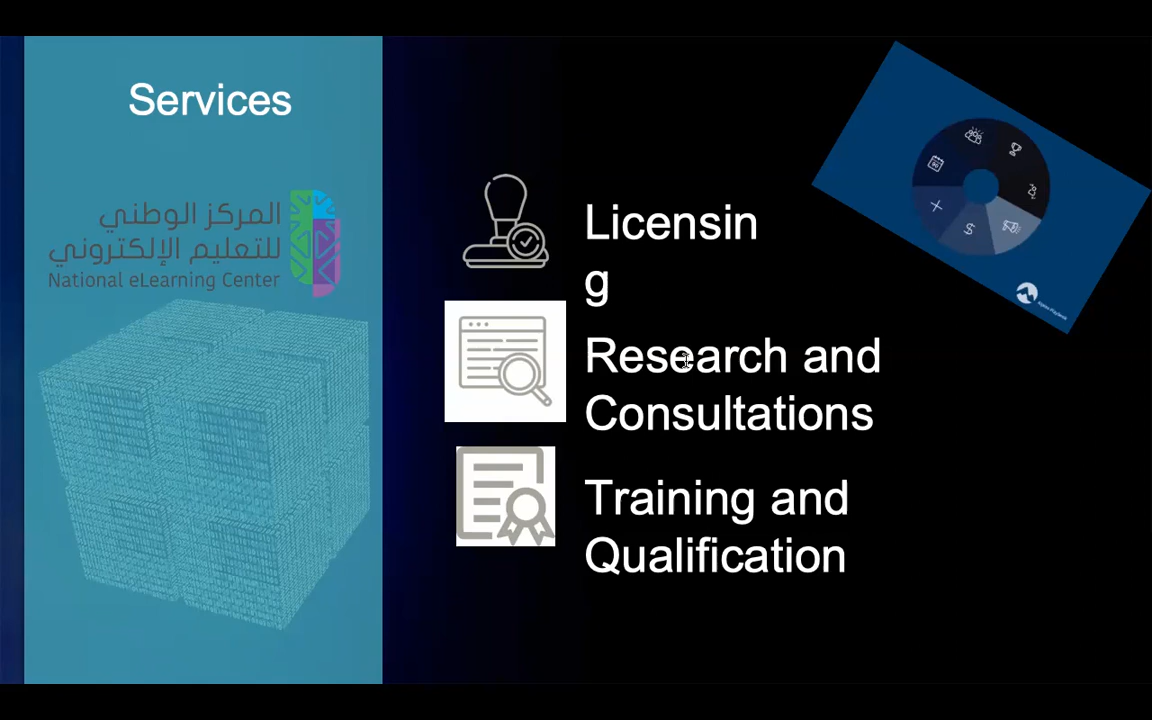 Services
المركز الوطني
للتعليم الإلكتروني
National eLearning Center
Licensin
g
Research and
Consultations
Training and
Qualification